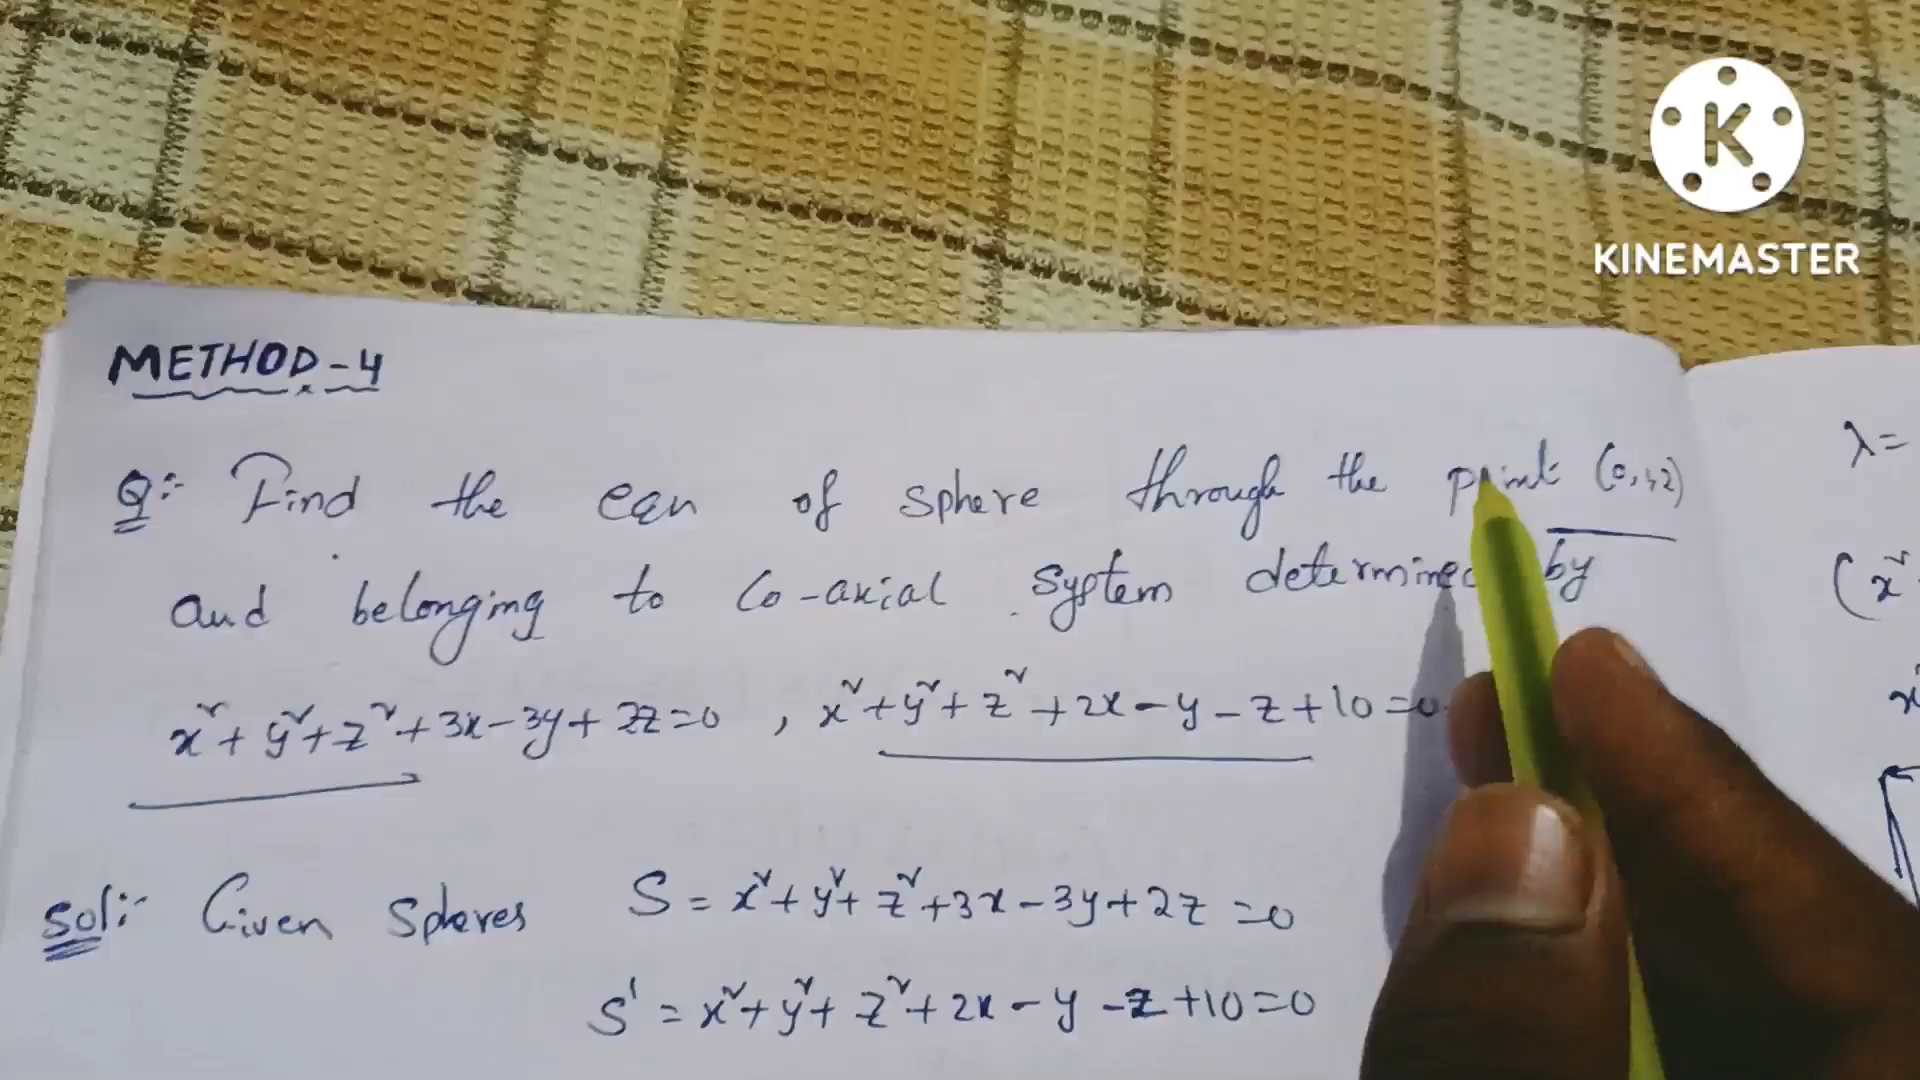 KINEMASTER
METHOD-4
Q:- Find the eqn of sphere through the point (0,1,2)
and belonging to Co-axial system determined by
x²+y²+z²+3x-3y+2z=0 , x²+y²+z²+2x-y-z+10=0
Sol:- Given Spheres S = x²+y²+z²+3x-3y+2z=0
S' = x²+y²+z²+2x-y-z+10=0
λ=
(x²
x